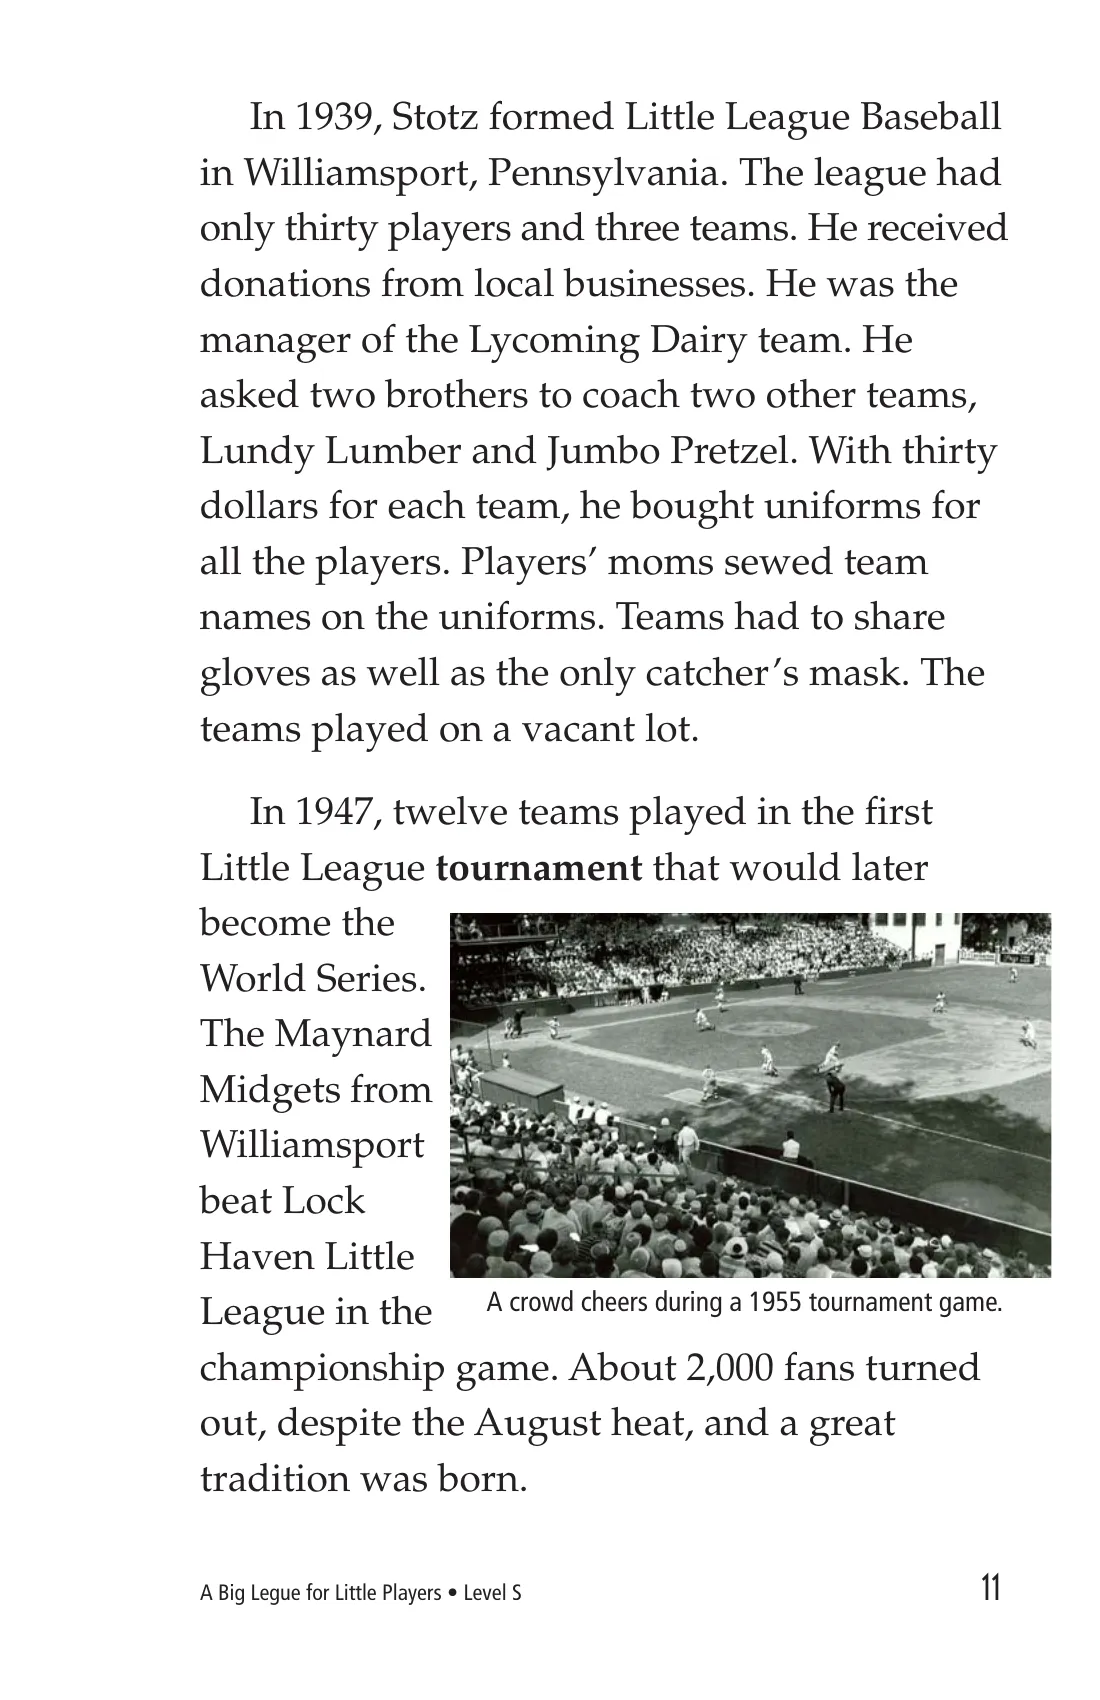 In 1939, Stotz formed Little League Baseball
in Williamsport, Pennsylvania. The league had
only thirty players and three teams. He received
donations from local businesses. He was the
manager of the Lycoming Dairy team. He
asked two brothers to coach two other teams,
Lundy Lumber and Jumbo Pretzel. With thirty
dollars for each team, he bought uniforms for
all the players. Players’ moms sewed team
names on the uniforms. Teams had to share
gloves as well as the only catcher’s mask. The
teams played on a vacant lot.
In 1947, twelve teams played in the first
Little League tournament that would later
become the
World Series.
The Maynard
Midgets from
Williamsport
beat Lock
Haven Little
League in the
championship game. About 2,000 fans turned
out, despite the August heat, and a great
tradition was born.
A crowd cheers during a 1955 tournament game.
A Big Legue for Little Players • Level S
11